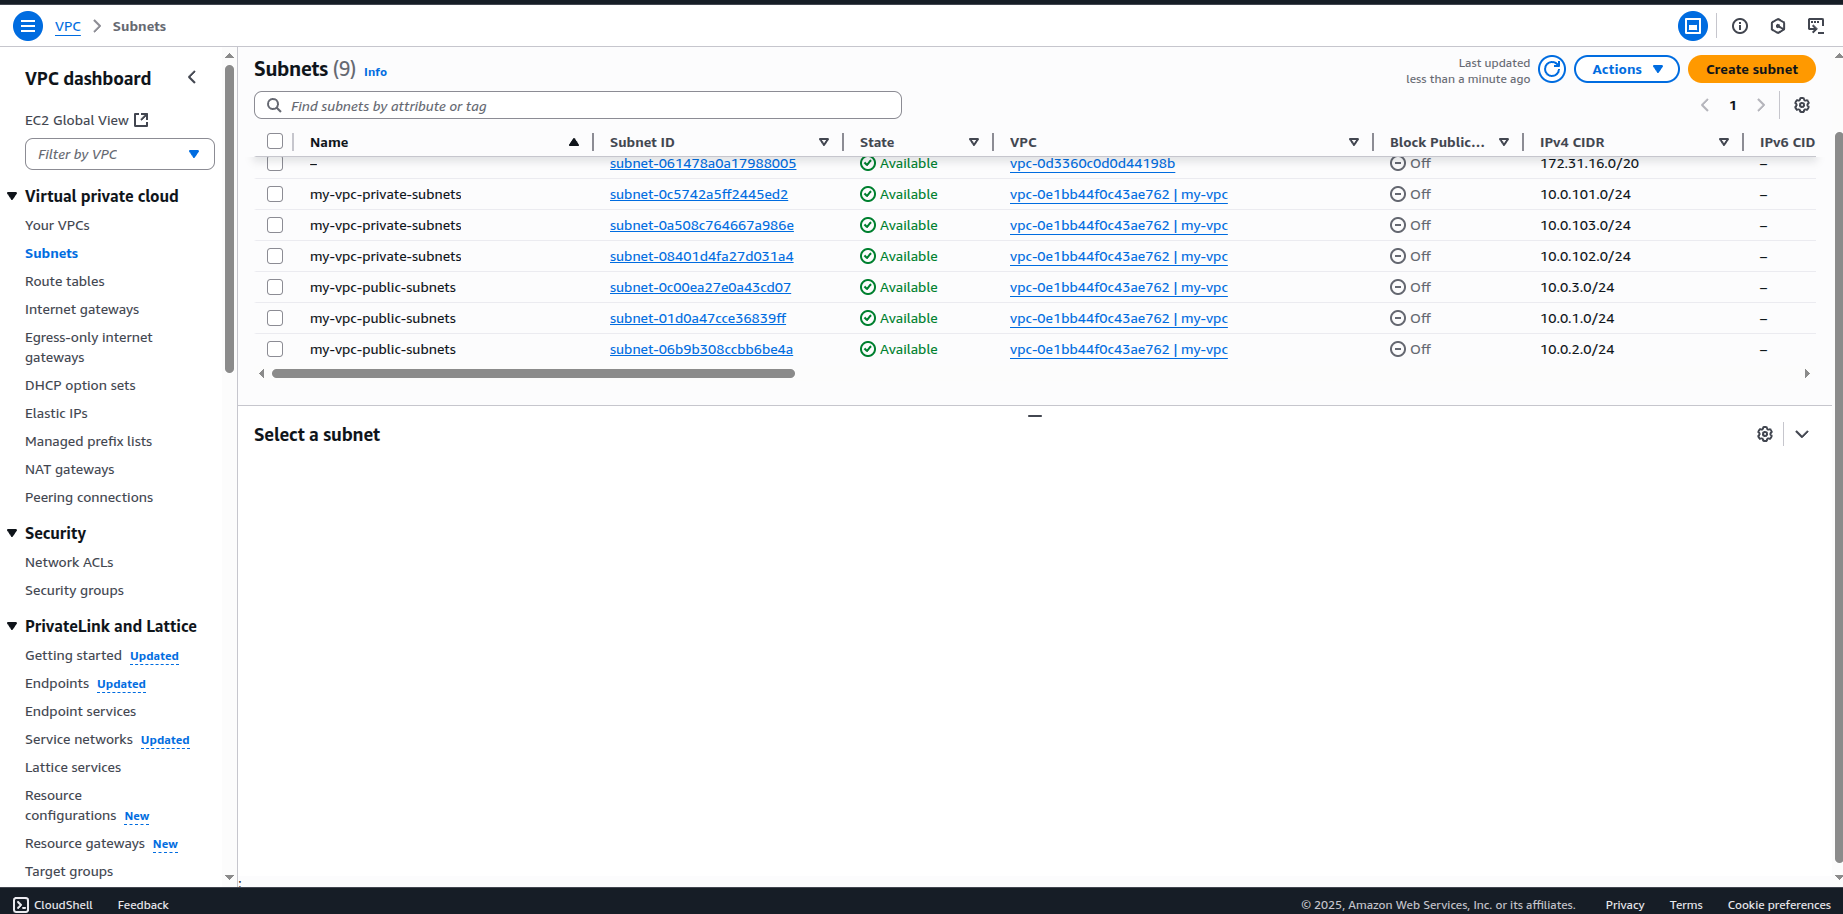 VPC > Subnets
VPC dashboard
EC2 Global View
Filter by VPC
Virtual private cloud
Your VPCs
Subnets
Route tables
Internet gateways
Egress-only internet
gateways
DHCP option sets
Elastic IPs
Managed prefix lists
NAT gateways
Peering connections
Security
Network ACLs
Security groups
PrivateLink and Lattice
Getting started Updated
Endpoints Updated
Endpoint services
Service networks Updated
Lattice services
Resource
configurations New
Resource gateways New
Target groups
Subnets (9) Info
Last updated
less than a minute ago
Actions
Create subnet
Find subnets by attribute or tag
1
Name Subnet ID State VPC Block Public... IPv4 CIDR IPv6 CID
– subnet-061478a0a17988005 Available vpc-0d3360c0d0d44198b Off 172.31.16.0/20 –
my-vpc-private-subnets subnet-0c5742a5ff2445ed2 Available vpc-0e1bb44f0c43ae762 | my-vpc Off 10.0.101.0/24 –
my-vpc-private-subnets subnet-0a508c764667a986e Available vpc-0e1bb44f0c43ae762 | my-vpc Off 10.0.103.0/24 –
my-vpc-private-subnets subnet-08401d4fa27d031a4 Available vpc-0e1bb44f0c43ae762 | my-vpc Off 10.0.102.0/24 –
my-vpc-public-subnets subnet-0c00ea27e0a43cd07 Available vpc-0e1bb44f0c43ae762 | my-vpc Off 10.0.3.0/24 –
my-vpc-public-subnets subnet-01d0a47cce36839ff Available vpc-0e1bb44f0c43ae762 | my-vpc Off 10.0.1.0/24 –
my-vpc-public-subnets subnet-06b9b308ccbb6be4a Available vpc-0e1bb44f0c43ae762 | my-vpc Off 10.0.2.0/24 –
Select a subnet
CloudShell Feedback © 2025, Amazon Web Services, Inc. or its affiliates. Privacy Terms Cookie preferences